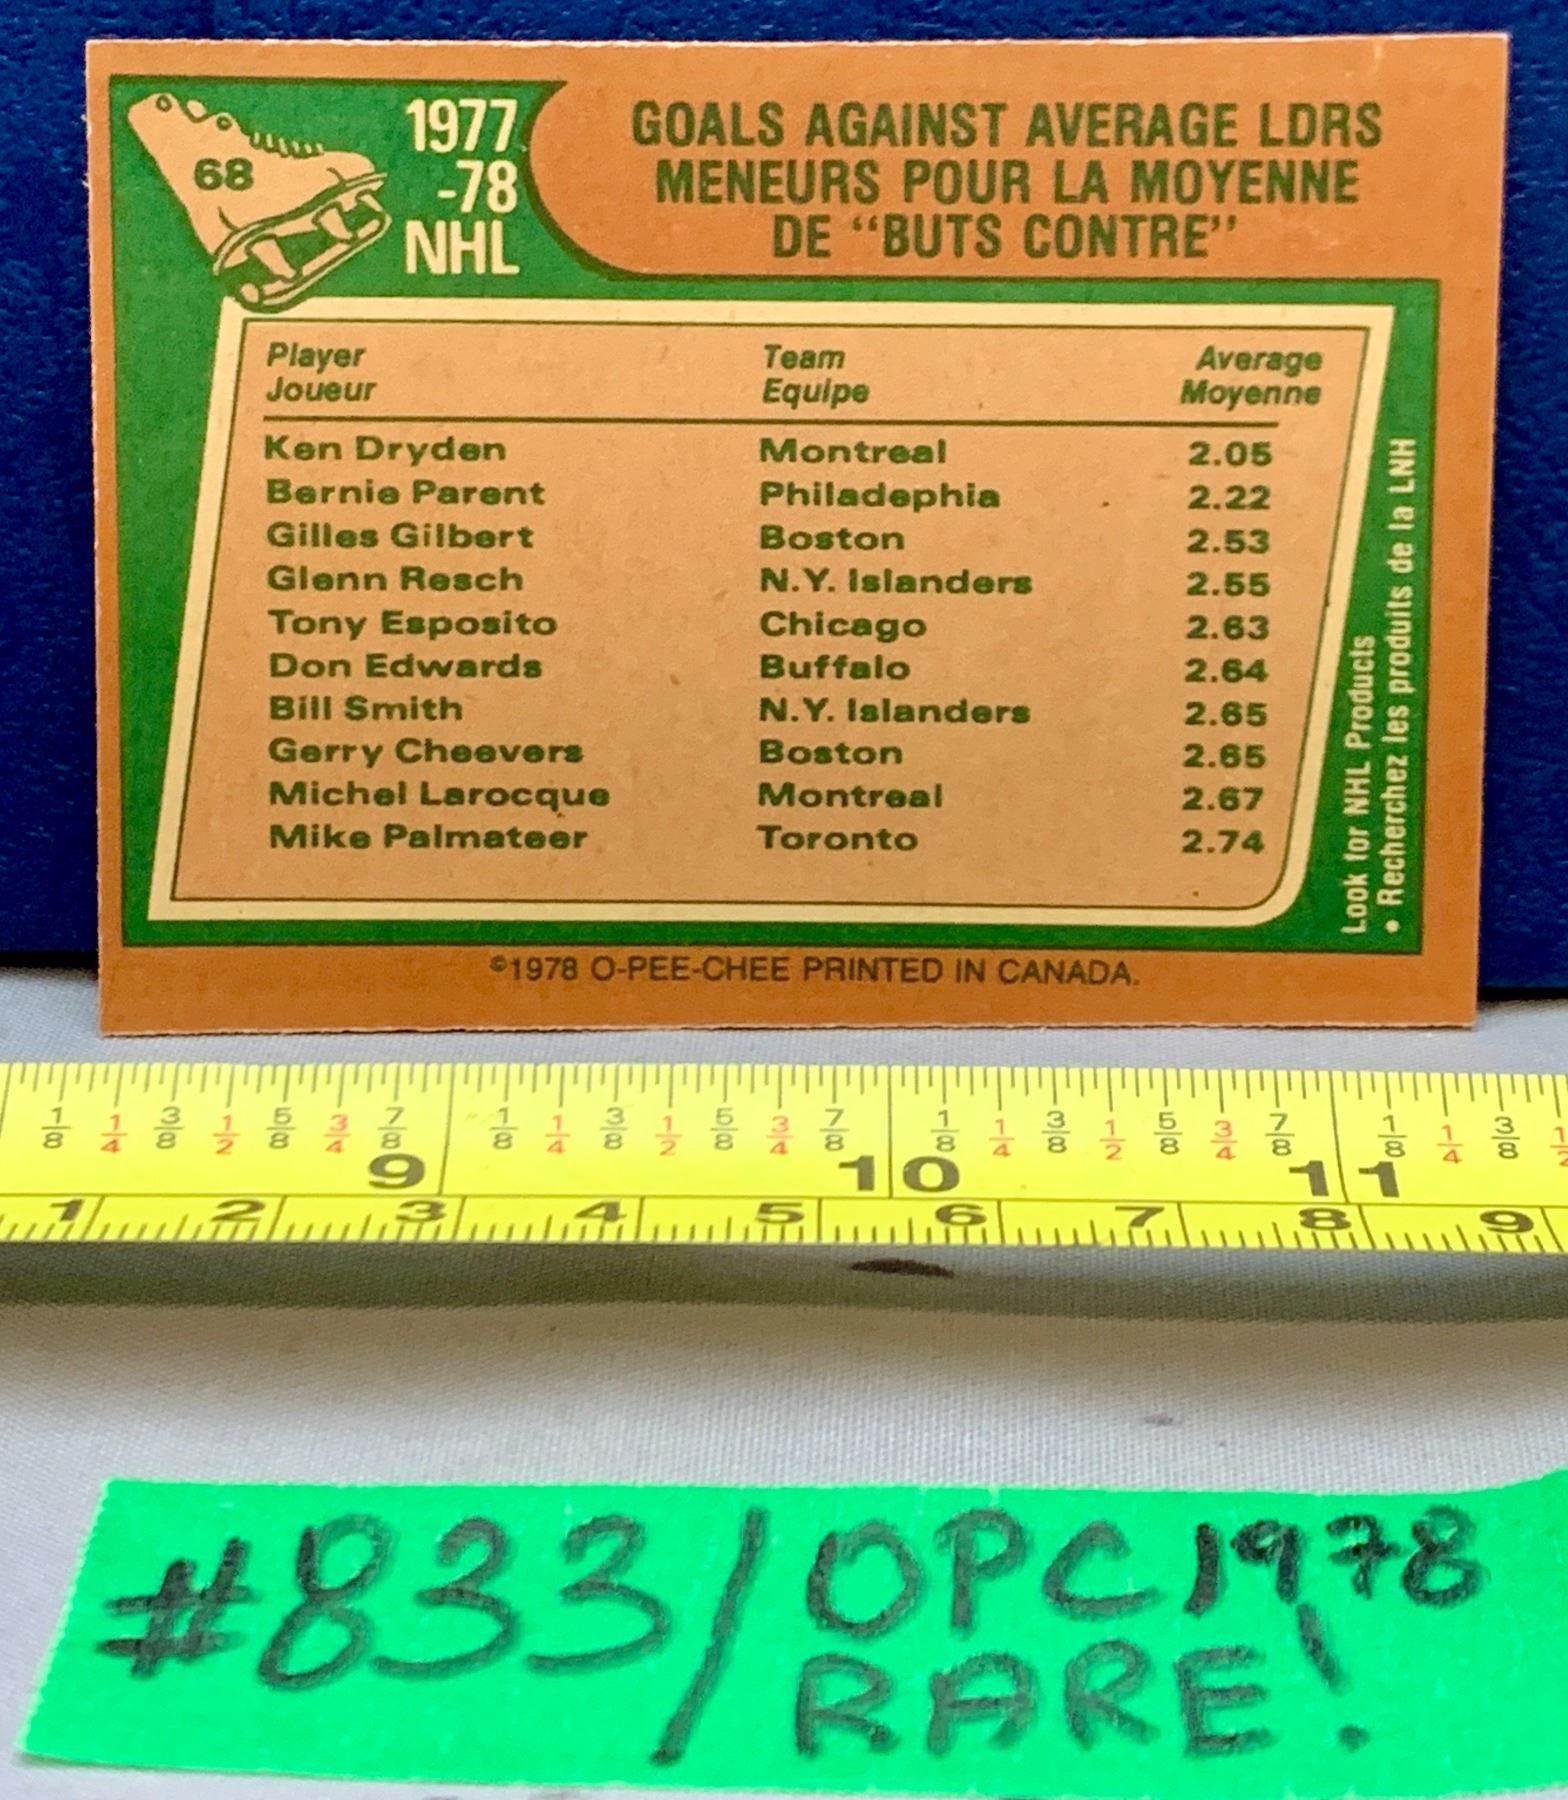 68
1977
-78
NHL
GOALS AGAINST AVERAGE LDRS
MENEURS POUR LA MOYENNE
DE “BUTS CONTRE”
Player Team Average
Joueur Equipe Moyenne
Ken Dryden Montreal 2.05
Bernie Parent Philadephia 2.22
Gilles Gilbert Boston 2.53
Glenn Resch N.Y. Islanders 2.55
Tony Esposito Chicago 2.63
Don Edwards Buffalo 2.64
Bill Smith N.Y. Islanders 2.65
Gerry Cheevers Boston 2.65
Michel Larocque Montreal 2.67
Mike Palmateer Toronto 2.74
Look for NHL Products
• Recherchez les produits de la LNH
©1978 O-PEE-CHEE PRINTED IN CANADA.
1/8 1/4 3/8 1/2 5/8 3/4 7/8 1/8 1/4 3/8 1/2 5/8 3/4 7/8 1/8 1/4 3/8 1/2 5/8 3/4 7/8 1/8 1/4 3/8 1/2
9 10 10 11 11
1 2 3 4 5 6 7 8 9
#833/OPC 1978
RARE!